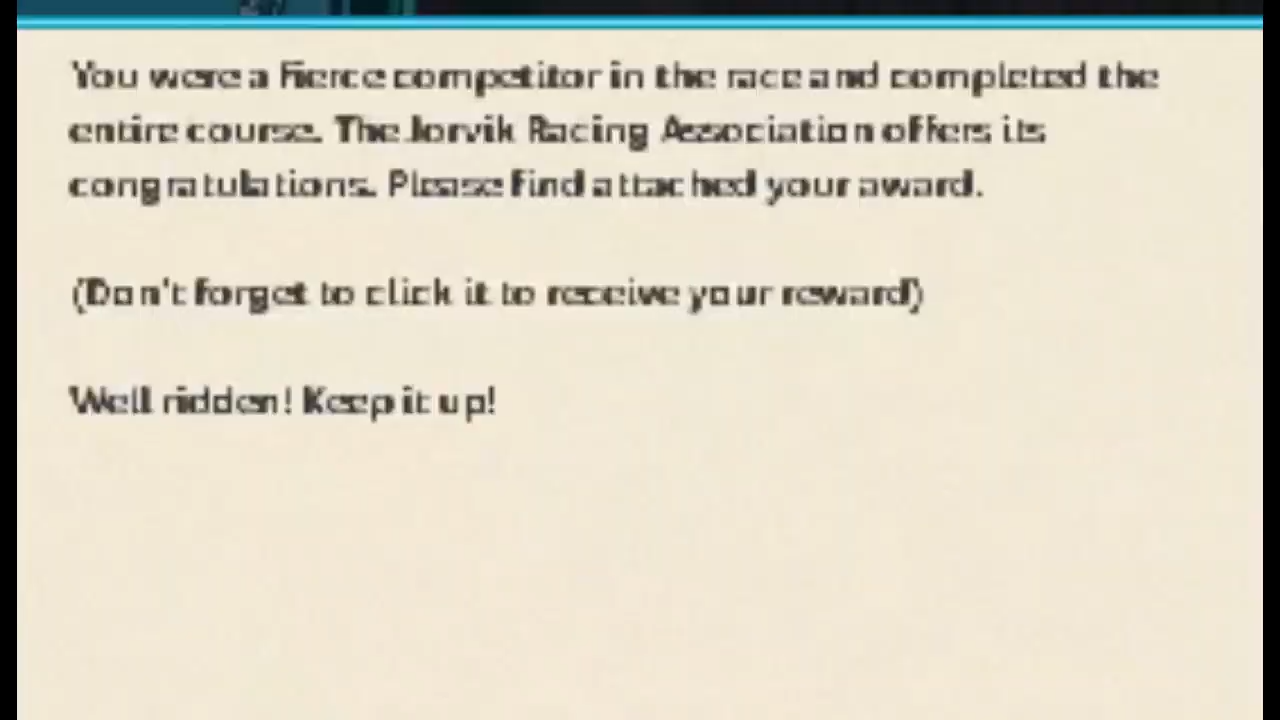 You were a fierce competitor in the race and completed the
entire course. The Jorvik Racing Association offers its
congratulations. Please find attached your award.
(Don't forget to click it to receive your reward)
Well ridden! Keep it up!